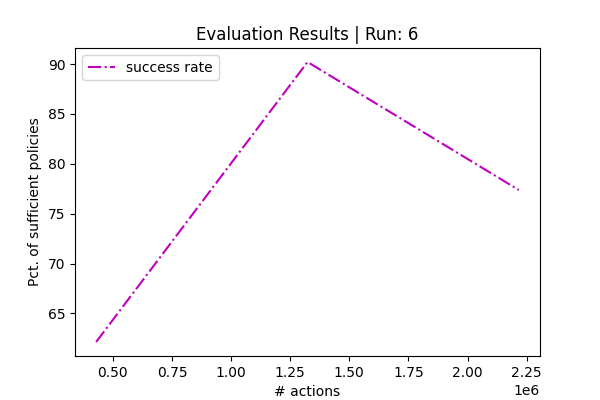 Evaluation Results | Run: 6
success rate
Pct. of sufficient policies
90
85
80
75
70
65
0.50 0.75 1.00 1.25 1.50 1.75 2.00 2.25
1e6
# actions